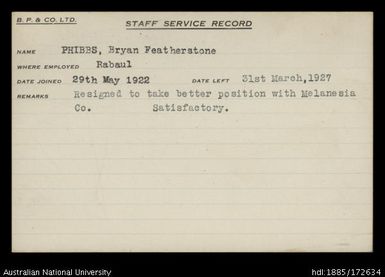 B. P. & CO. LTD.
STAFF SERVICE RECORD
NAME PHIBBS, Bryan Featherstone
WHERE EMPLOYED Rabaul
DATE JOINED 29th May 1922 DATE LEFT 31st March,1927
REMARKS Resigned to take better position with Melanesia
Co. Satisfactory.
Australian National University
hdl:1885/172634